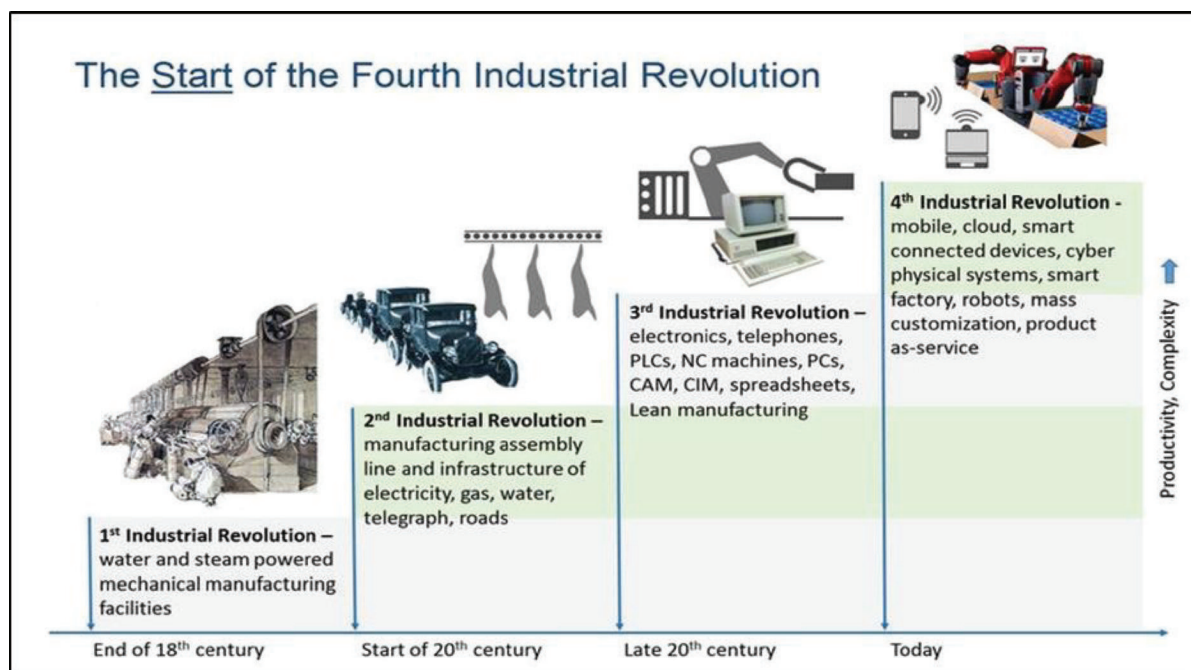 The Start of the Fourth Industrial Revolution
4th Industrial Revolution -
mobile, cloud, smart
connected devices, cyber
physical systems, smart
factory, robots, mass
customization, product
as-service
3rd Industrial Revolution –
electronics, telephones,
PLCs, NC machines, PCs,
CAM, CIM, spreadsheets,
Lean manufacturing
2nd Industrial Revolution –
manufacturing assembly
line and infrastructure of
electricity, gas, water,
telegraph, roads
1st Industrial Revolution –
water and steam powered
mechanical manufacturing
facilities
Productivity, Complexity
End of 18th century
Start of 20th century
Late 20th century
Today